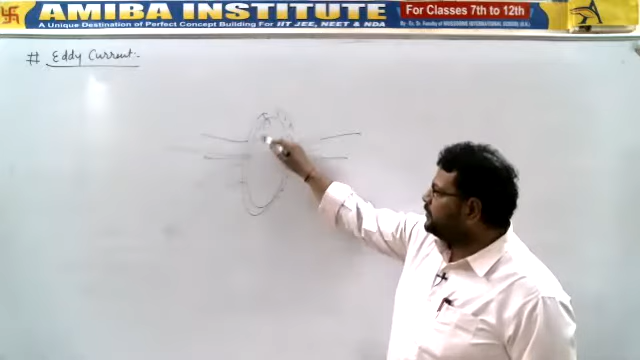 AMIBA INSTITUTE
A Unique Destination of Perfect Concept Building For IIT JEE, NEET & NDA
For Classes 7th to 12th
# Eddy Current:-